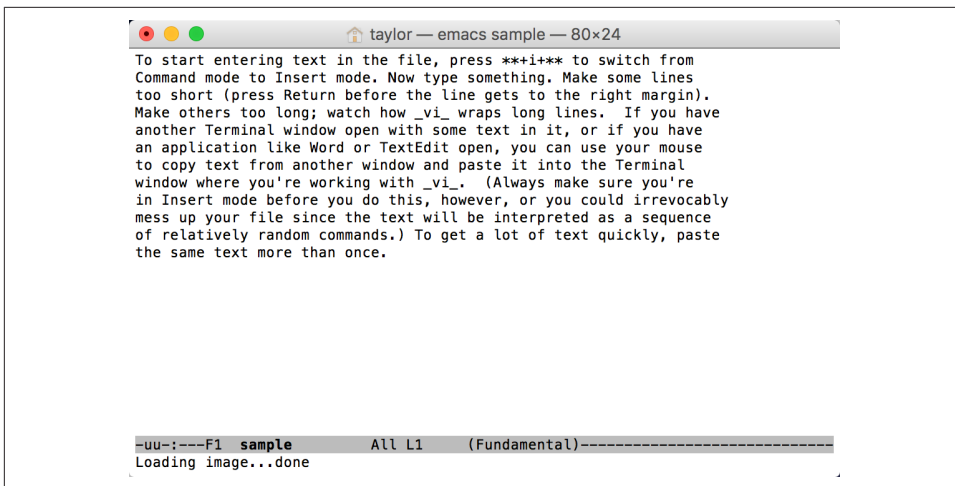 taylor — emacs sample — 80×24
To start entering text in the file, press **+i+** to switch from
Command mode to Insert mode. Now type something. Make some lines
too short (press Return before the line gets to the right margin).
Make others too long; watch how _vi_ wraps long lines.  If you have
another Terminal window open with some text in it, or if you have
an application like Word or TextEdit open, you can use your mouse
to copy text from another window and paste it into the Terminal
window where you're working with _vi_.  (Always make sure you're
in Insert mode before you do this, however, or you could irrevocably
mess up your file since the text will be interpreted as a sequence
of relatively random commands.) To get a lot of text quickly, paste
the same text more than once.
-uu-:---F1  sample         All L1     (Fundamental)-----------------------------
Loading image...done